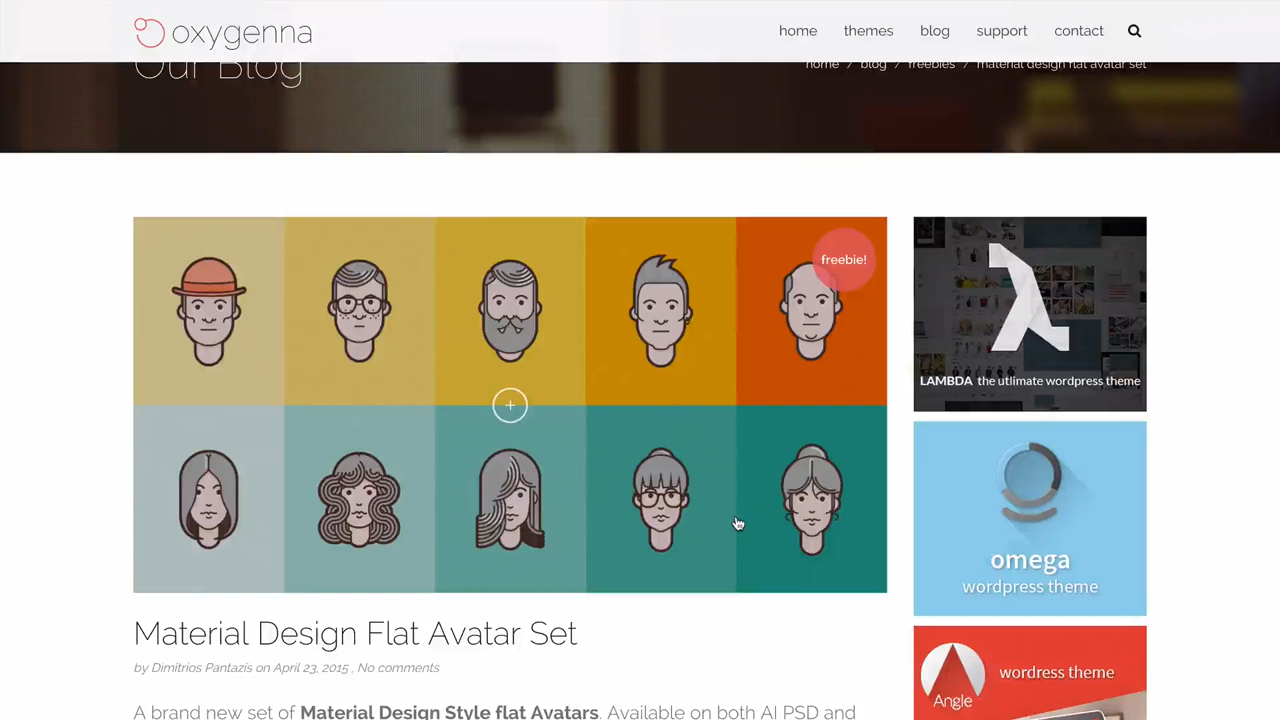 oxygenna
home
themes
blog
support
contact
Our Blog
home / blog / freebies / material design flat avatar set
freebie!
LAMBDA the utlimate wordpress theme
omega
wordpress theme
Material Design Flat Avatar Set
by Dimitrios Pantazis on April 23, 2015 , No comments
A brand new set of Material Design Style flat Avatars. Available on both AI PSD and
wordress theme
Angle